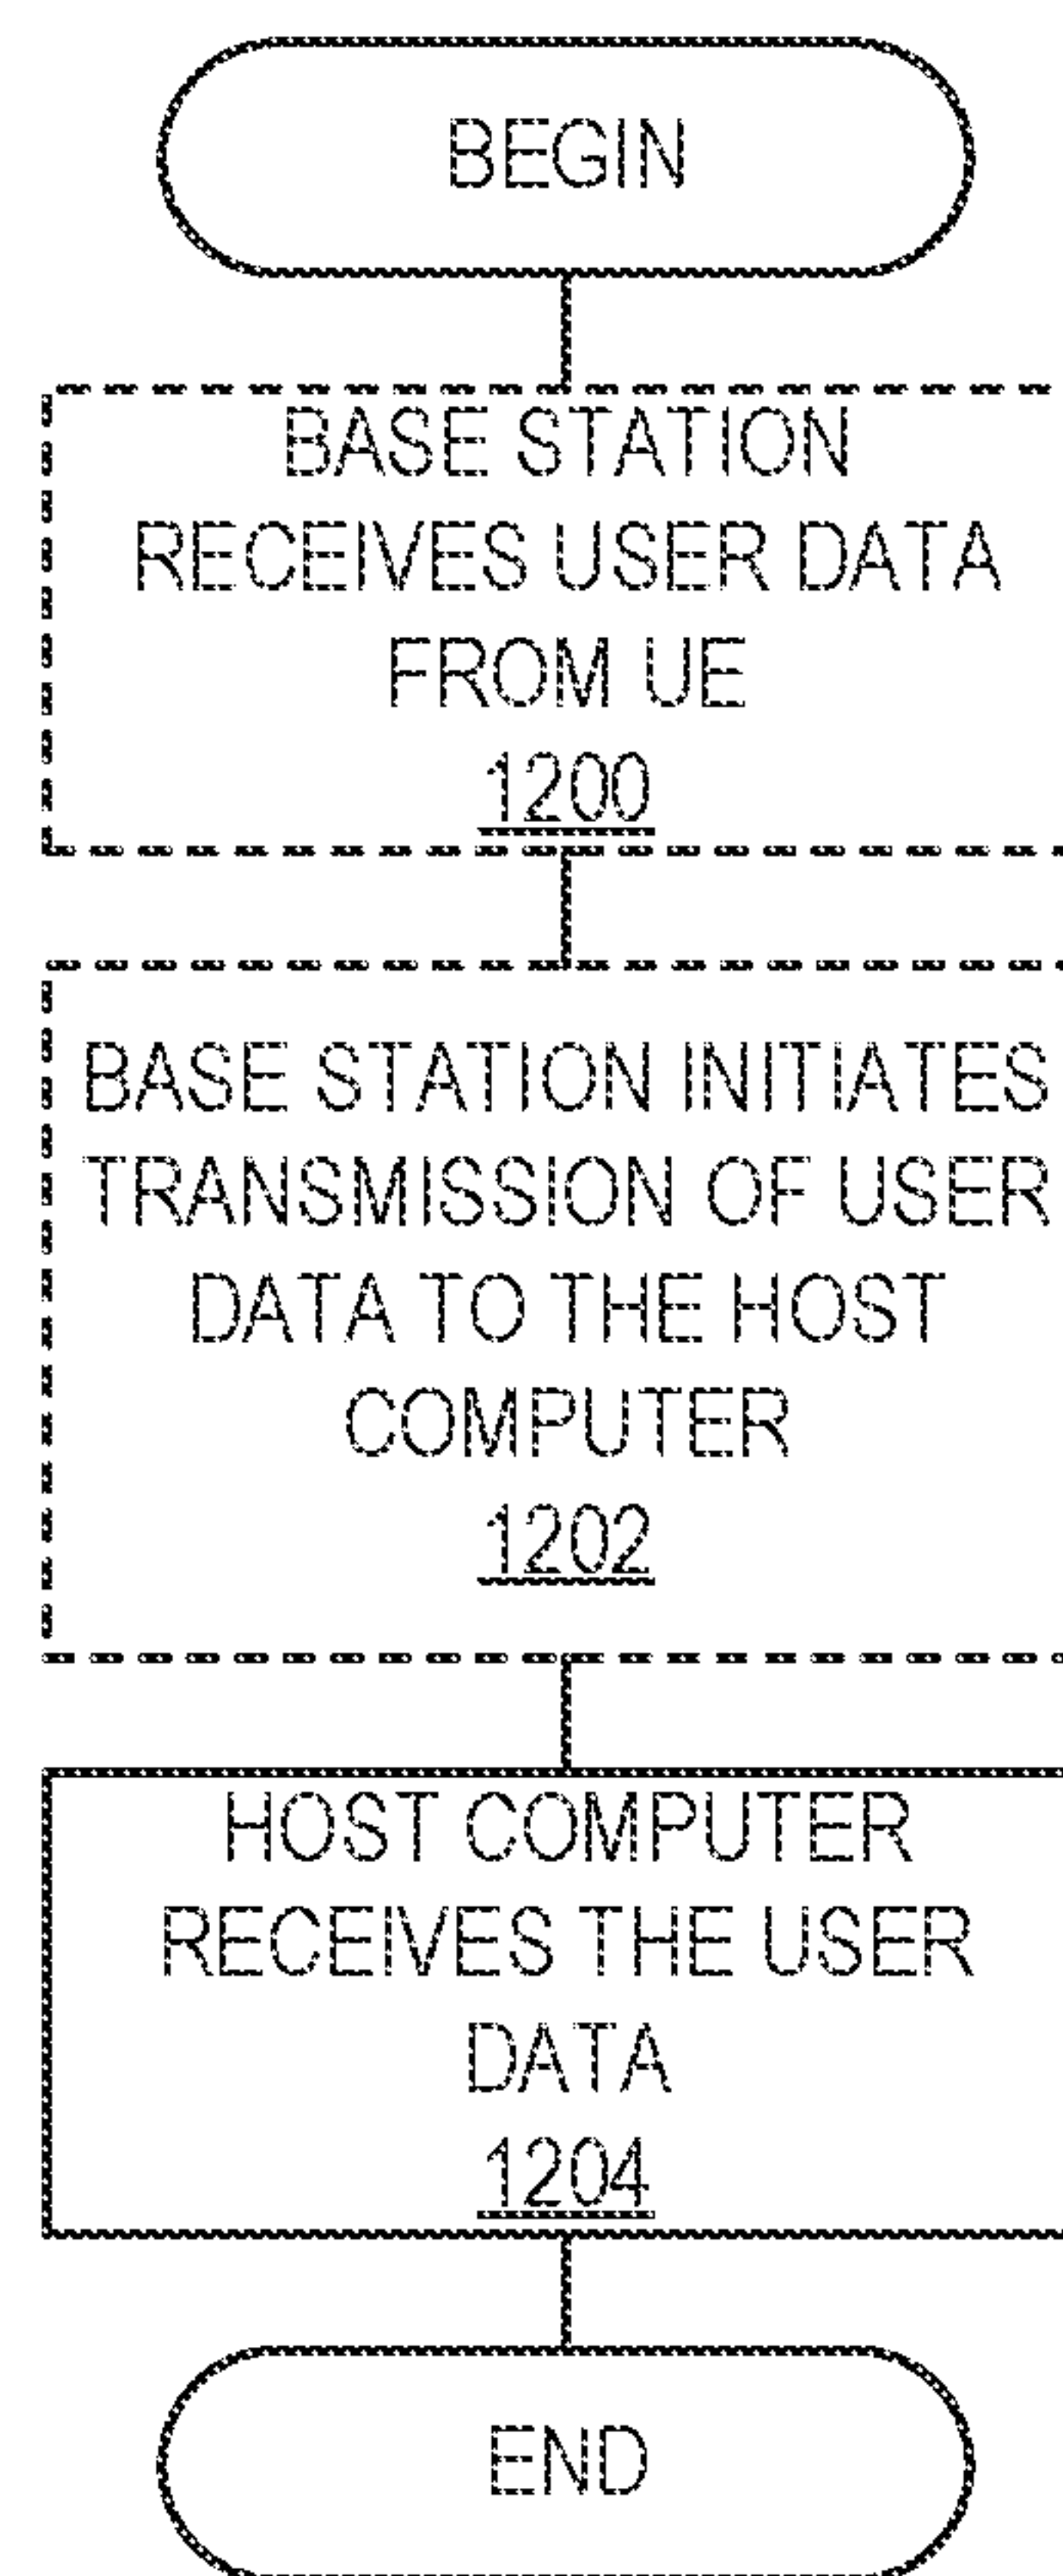 BEGIN
BASE STATION
RECEIVES USER DATA
FROM UE
1200
BASE STATION INITIATES
TRANSMISSION OF USER
DATA TO THE HOST
COMPUTER
1202
HOST COMPUTER
RECEIVES THE USER
DATA
1204
END